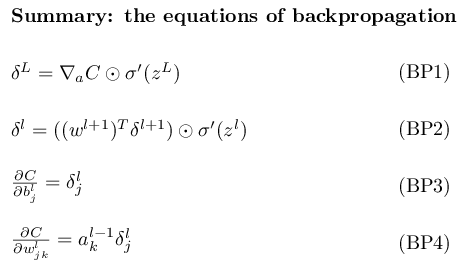 Summary: the equations of backpropagation
δ^L = ∇_a C ⊙ σ′(z^L) (BP1)
δ^l = ((w^{l+1})^T δ^{l+1}) ⊙ σ′(z^l) (BP2)
∂C/∂b^l_j = δ^l_j (BP3)
∂C/∂w^l_{jk} = a^{l−1}_k δ^l_j (BP4)